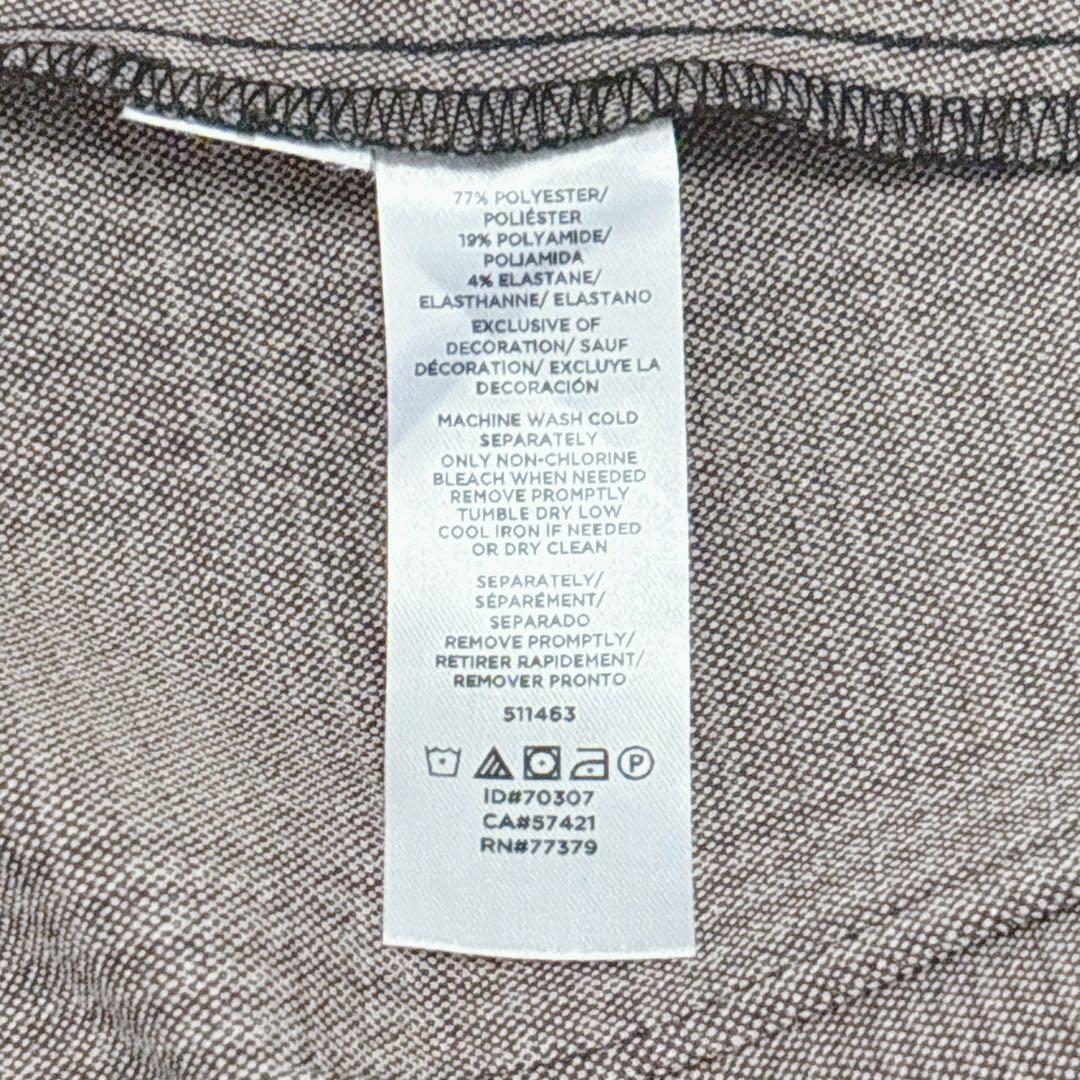 77% POLYESTER/
POLIÉSTER
19% POLYAMIDE/
POLIAMIDA
4% ELASTANE/
ELASTHANNE/ ELASTANO
EXCLUSIVE OF
DECORATION/ SAUF
DÉCORATION/ EXCLUYE LA
DECORACIÓN
MACHINE WASH COLD
SEPARATELY
ONLY NON-CHLORINE
BLEACH WHEN NEEDED
REMOVE PROMPTLY
TUMBLE DRY LOW
COOL IRON IF NEEDED
OR DRY CLEAN
SEPARATELY/
SÉPARÉMENT/
SEPARADO
REMOVE PROMPTLY/
RETIRER RAPIDEMENT/
REMOVER PRONTO
511463
P
ID#70307
CA#57421
RN#77379